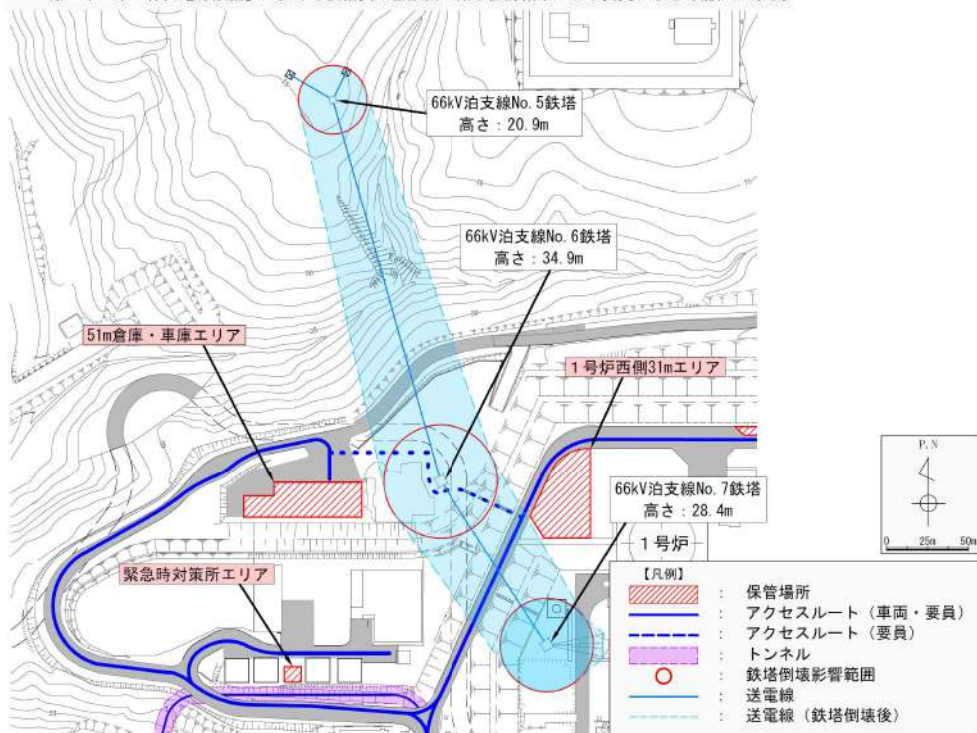 66kV泊支線No.5鉄塔
高さ：20.9m
66kV泊支線No.6鉄塔
高さ：34.9m
51m倉庫・車庫エリア
1号炉西側31mエリア
P.N
0 25m 50m
66kV泊支線No.7鉄塔
高さ：28.4m
1号炉
緊急時対策所エリア
【凡例】
： 保管場所
： アクセスルート（車両・要員）
： アクセスルート（要員）
： トンネル
： 鉄塔倒壊影響範囲
： 送電線
： 送電線（鉄塔倒壊後）